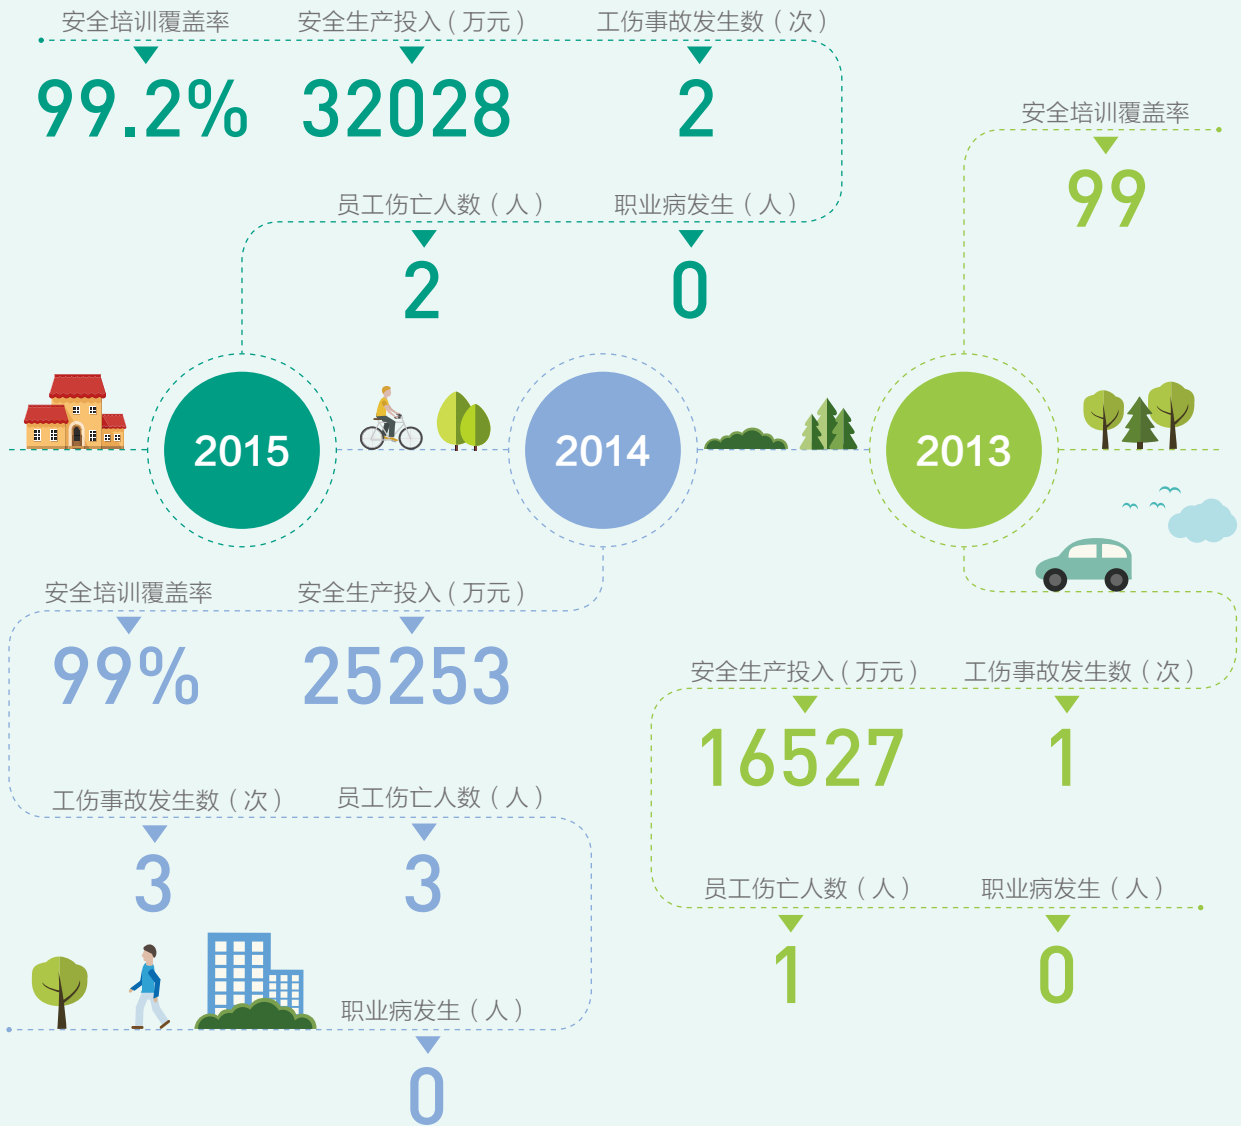 安全培训覆盖率 安全生产投入(万元) 工伤事故发生数(次)
99.2% 32028 2
安全培训覆盖率
99
员工伤亡人数(人) 职业病发生(人)
2 0
2015 2014 2013
安全培训覆盖率 安全生产投入(万元)
99% 25253
安全生产投入(万元) 工伤事故发生数(次)
16527 1
工伤事故发生数(次) 员工伤亡人数(人)
3 3
员工伤亡人数(人) 职业病发生(人)
1 0
职业病发生(人)
0